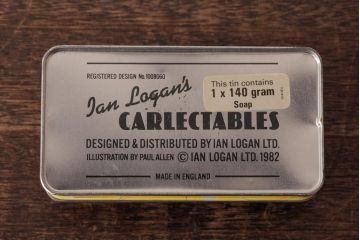 REGISTERED DESIGN No. 1009060
This tin contains
1 x 140 gram
Soap
Ian Logan's
CARLECTABLES
DESIGNED & DISTRIBUTED BY IAN LOGAN LTD.
ILLUSTRATION BY PAUL ALLEN © IAN LOGAN LTD. 1982
MADE IN ENGLAND